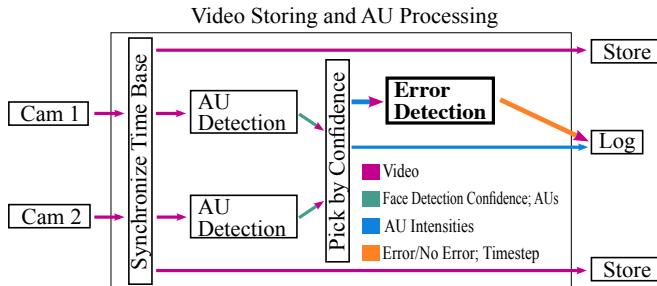 Video Storing and AU Processing
Cam 1
Cam 2
Synchronize Time Base
AU
Detection
AU
Detection
Pick by Confidence
Error
Detection
Store
Log
Store
Video
Face Detection Confidence; AUs
AU Intensities
Error/No Error; Timestep